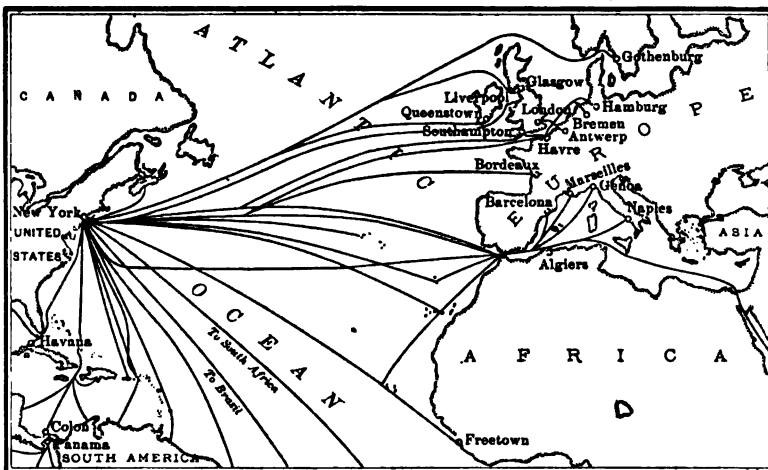 ATLANTIC
OCEAN
CANADA
EUROPE
Gothenburg
Glasgow
Liverpool
London
Hamburg
Queenstown
Bremen
Southampton
Antwerp
Havre
Bordeaux
Marseilles
Genoa
Barcelona
Naples
New York
UNITED
STATES
ASIA
Algiers
Havana
To South Africa
To Brazil
AFRICA
Colon
Panama
SOUTH AMERICA
Freetown